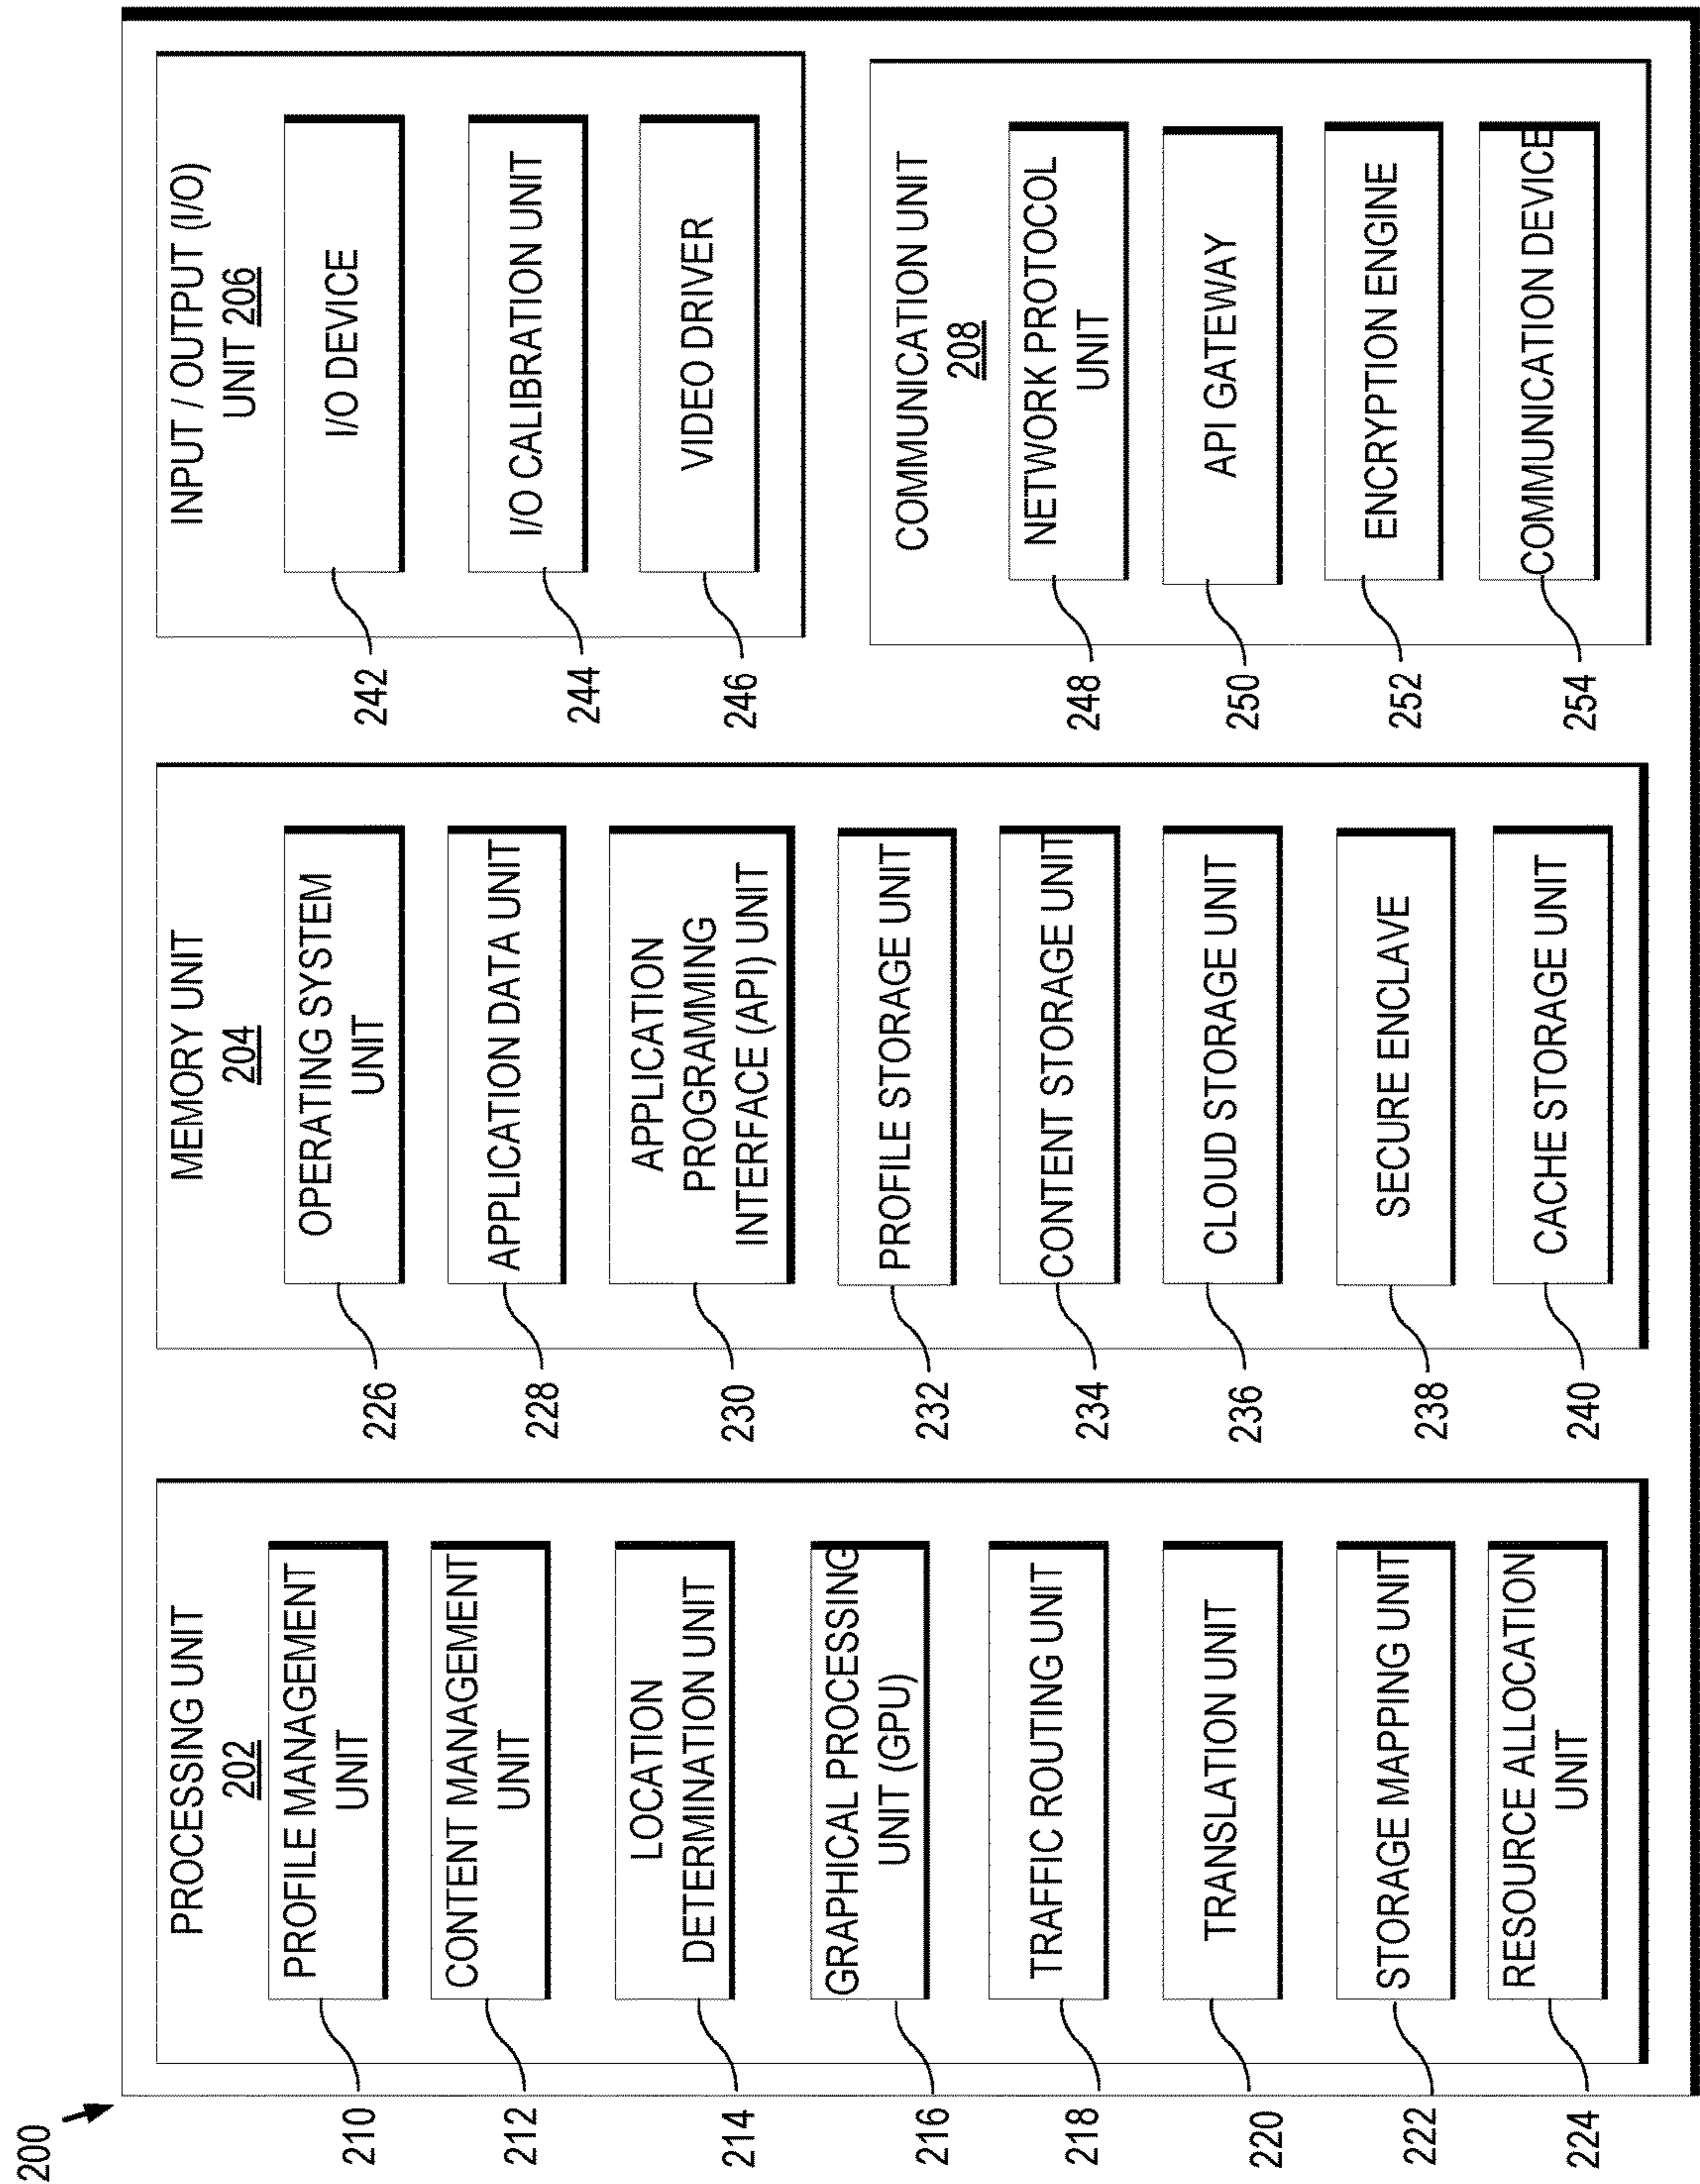 200
PROCESSING UNIT
202
210
PROFILE MANAGEMENT
UNIT
212
CONTENT MANAGEMENT
UNIT
214
LOCATION
DETERMINATION UNIT
216
GRAPHICAL PROCESSING
UNIT (GPU)
218
TRAFFIC ROUTING UNIT
220
TRANSLATION UNIT
222
STORAGE MAPPING UNIT
224
RESOURCE ALLOCATION
UNIT
MEMORY UNIT
204
226
OPERATING SYSTEM
UNIT
228
APPLICATION DATA UNIT
230
APPLICATION
PROGRAMMING
INTERFACE (API) UNIT
232
PROFILE STORAGE UNIT
234
CONTENT STORAGE UNIT
236
CLOUD STORAGE UNIT
238
SECURE ENCLAVE
240
CACHE STORAGE UNIT
INPUT / OUTPUT (I/O)
UNIT 206
242
I/O DEVICE
244
I/O CALIBRATION UNIT
246
VIDEO DRIVER
COMMUNICATION UNIT
208
248
NETWORK PROTOCOL
UNIT
250
API GATEWAY
252
ENCRYPTION ENGINE
254
COMMUNICATION DEVICE